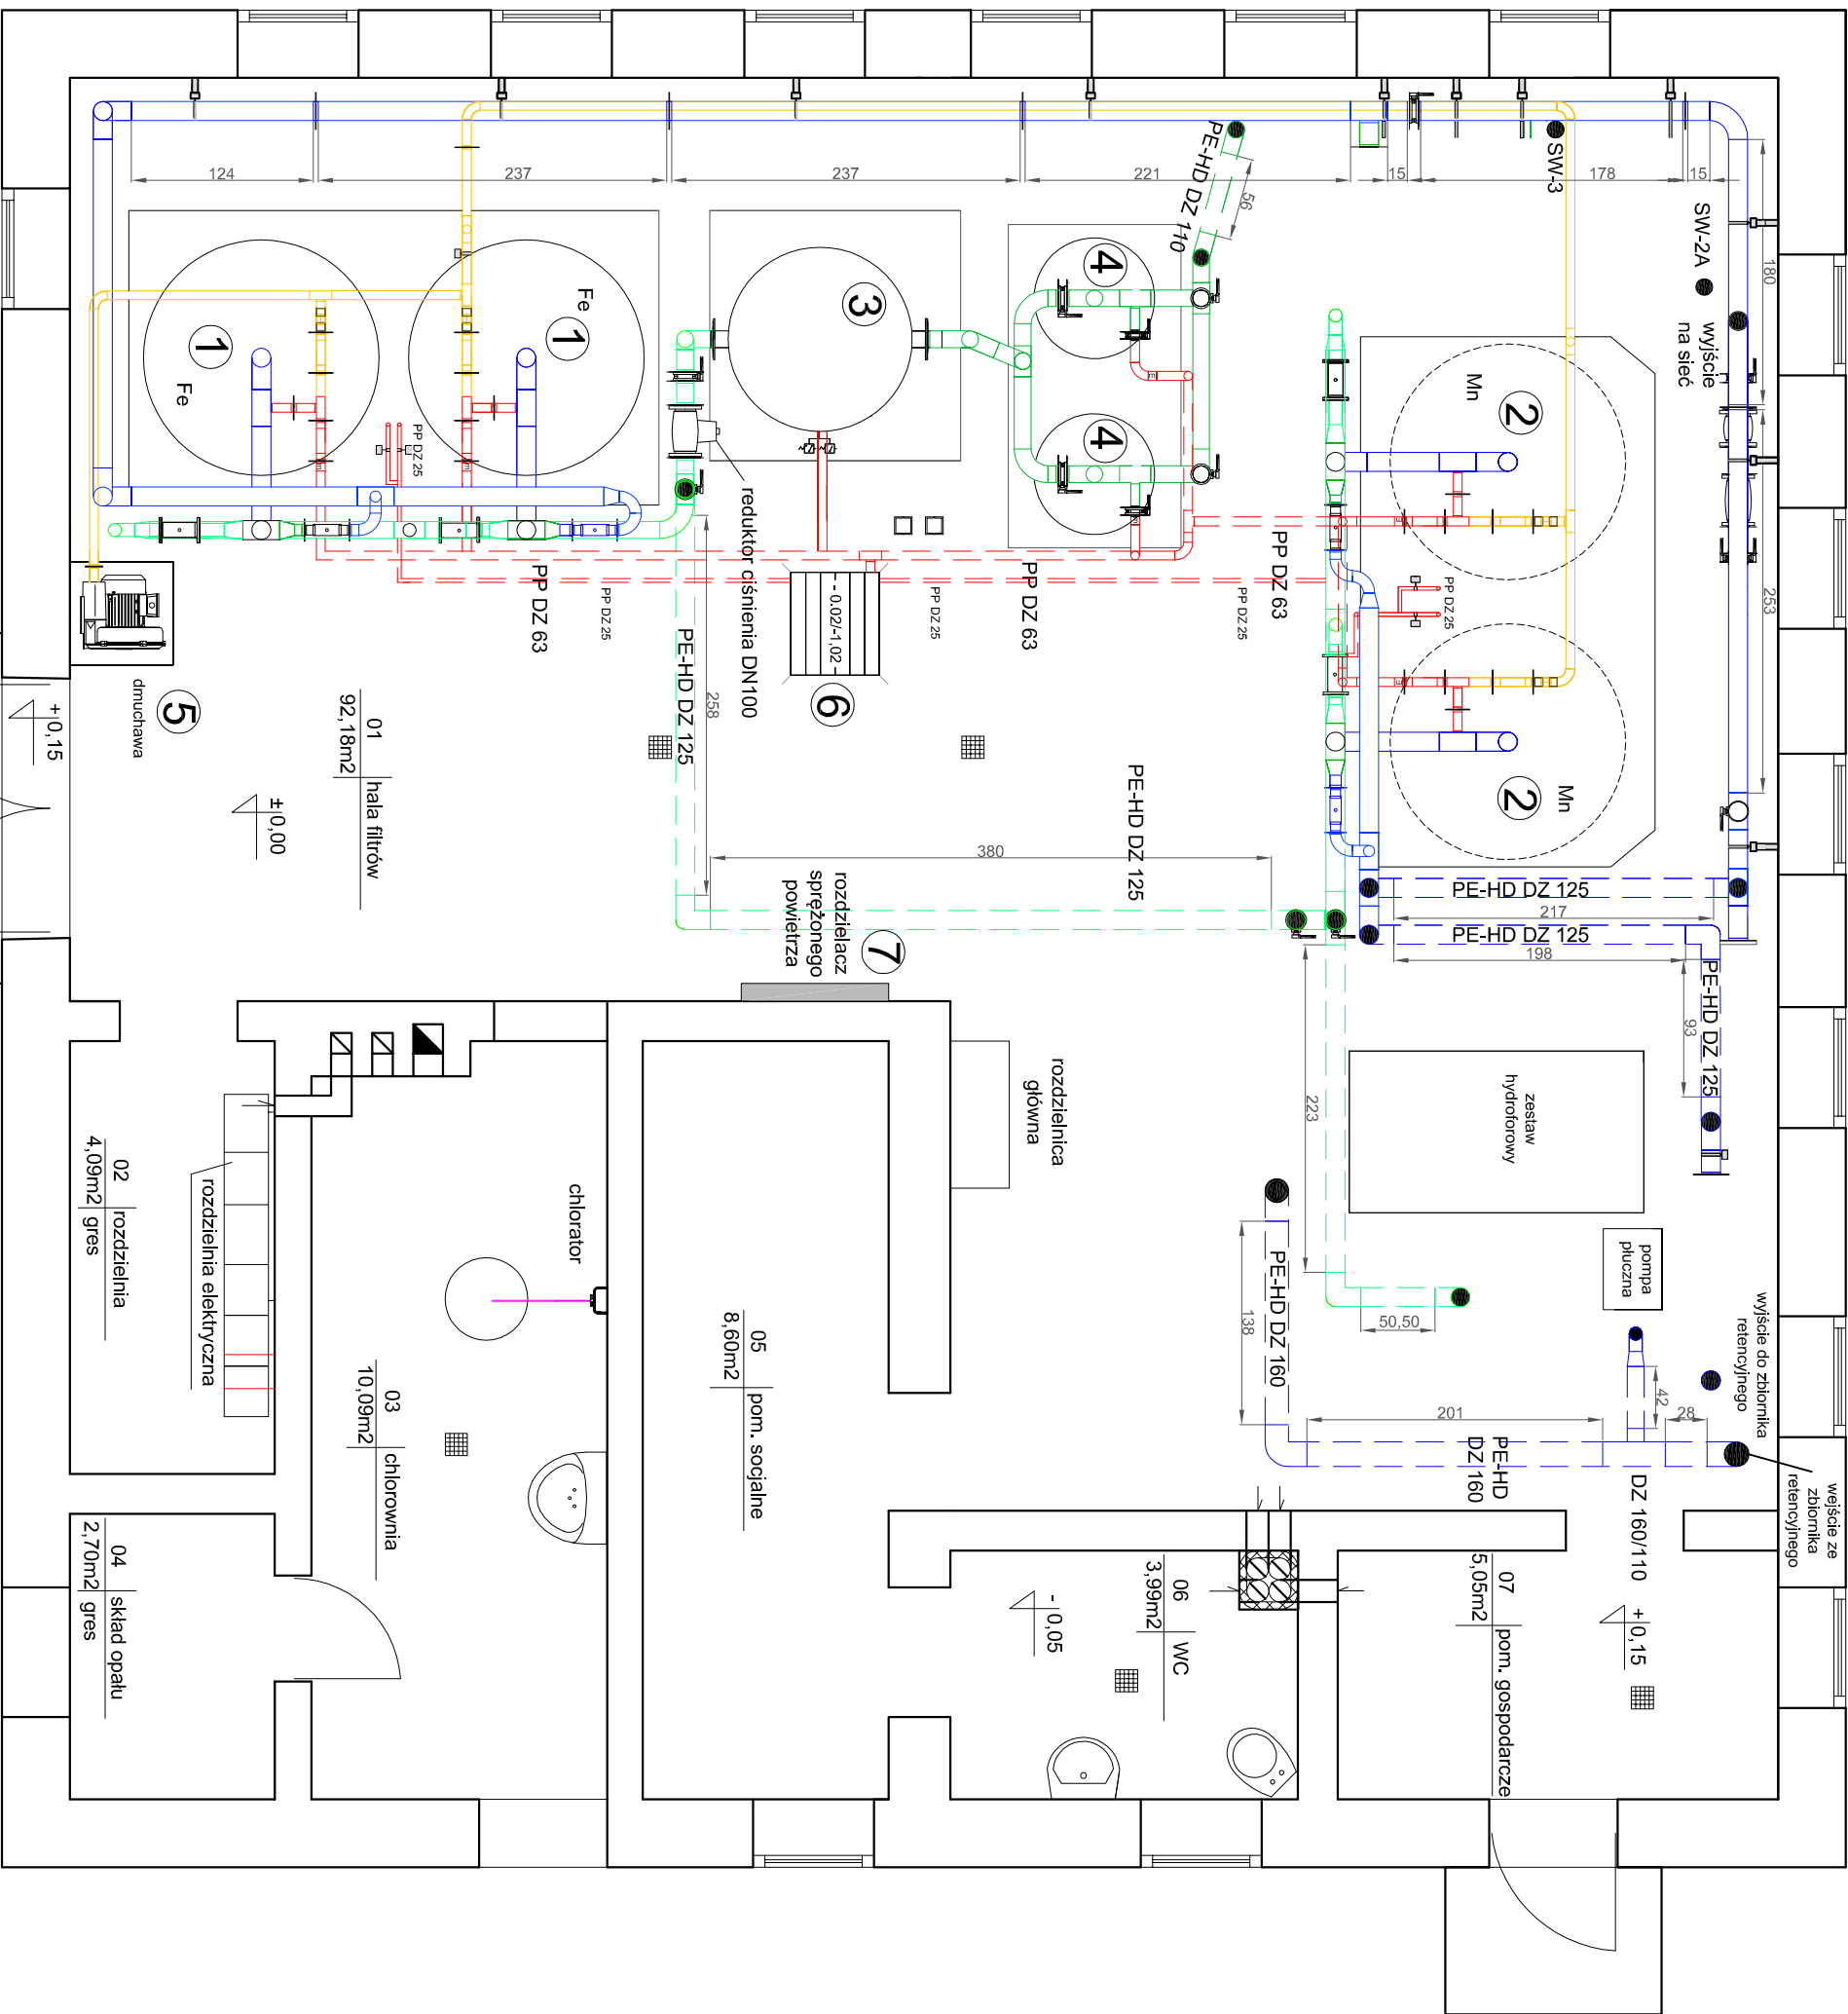 SW-3
SW-2A
wyjście
na sieć
PE-HD DZ 110
56
124
237
237
221
15
178
15
180
253
1
Fe
1
Fe
2
Mn
2
Mn
3
4
4
PP DZ 25
PP DZ 25
PP DZ 25
PP DZ 25
PP DZ 25
PP DZ 63
PP DZ 63
PP DZ 63
reduktor ciśnienia DN100
- 0.02/-1,02 -
6
PE-HD DZ 125
258
5
dmuchawa
+0,15
01
92,18m2
hala filtrów
±0,00
380
PE-HD DZ 125
PE-HD DZ 125
217
PE-HD DZ 125
198
PE-HD DZ 125
93
7
rozdzielacz
sprężonego
powietrza
rozdzielnica
główna
223
zestaw
hydroforowy
pompa
płuczna
wyjście do zbiornika
retencyjnego
wejście ze
zbiornika
retencyjnego
50,50
42
28
138
PE-HD DZ 160
201
PE-HD
DZ 160
DZ 160/110
+0,15
02
4,09m2
rozdzielnia
gres
rozdzielnia elektryczna
chlorator
03
10,09m2
chlorownia
04
2,70m2
skład opału
gres
05
8,60m2
pom. socjalne
06
3,99m2
WC
- 0,05
07
5,05m2
pom. gospodarcze